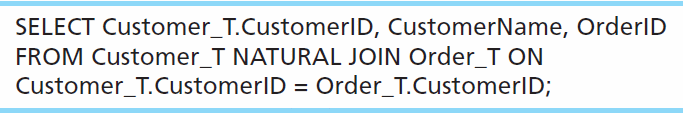 SELECT Customer_T.CustomerID, CustomerName, OrderID
FROM Customer_T NATURAL JOIN Order_T ON
Customer_T.CustomerID = Order_T.CustomerID;